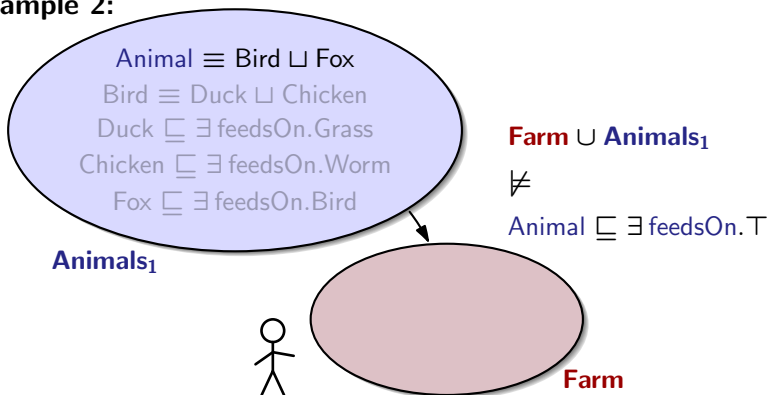 ample 2:
Animal ≡ Bird ⊔ Fox
Bird ≡ Duck ⊔ Chicken
Duck ⊑ ∃ feedsOn.Grass
Chicken ⊑ ∃ feedsOn.Worm
Fox ⊑ ∃ feedsOn.Bird
Animals₁
Farm ∪ Animals₁
⊭
Animal ⊑ ∃ feedsOn.⊤
Farm